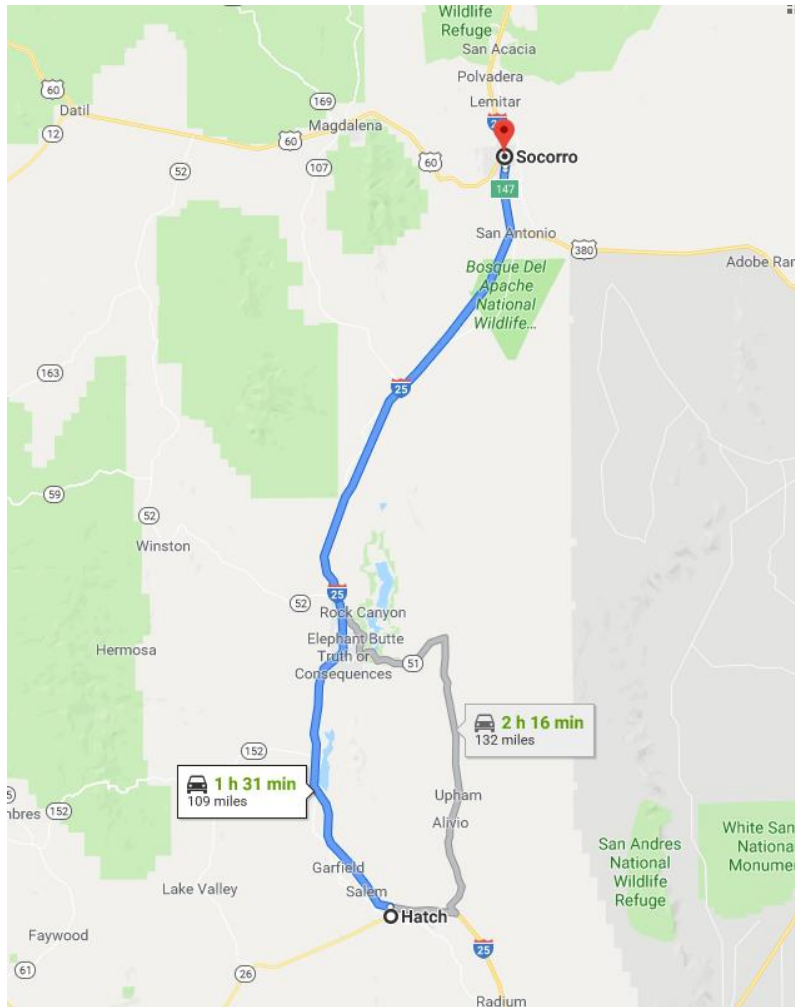 Wildlife
Refuge
San Acacia
Polvadera
Lemitar
60
Datil
12
169
Magdalena
60
107
60
52
Socorro
147
San Antonio
380
Adobe Ran
Bosque Del
Apache
National
Wildlife...
163
25
59
52
Winston
52
25
Rock Canyon
Elephant Butte
Truth or
Consequences
51
Hermosa
2 h 16 min
132 miles
152
1 h 31 min
109 miles
152
mbres
Upham
Alivio
San Andres
National
Wildlife
Refuge
White San
Nationa
Monume
Garfield
Salem
Lake Valley
Hatch
Faywood
61
26
25
Radium